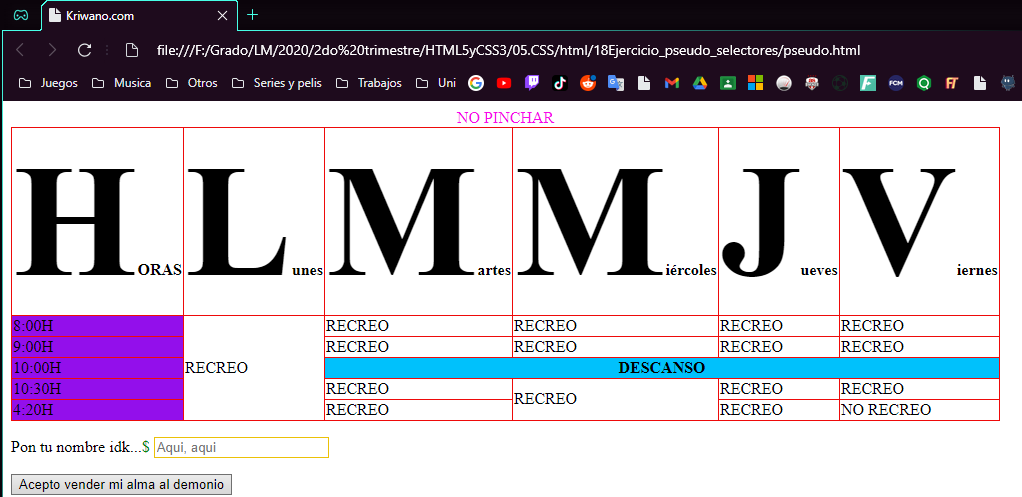 Kriwano.com
file:///F:/Grado/LM/2020/2do%20trimestre/HTML5yCSS3/05.CSS/html/18Ejercicio_pseudo_selectores/pseudo.html
Juegos Musica Otros Series y pelis Trabajos Uni FCM
NO PINCHAR
HORAS Lunes Martes Miércoles Jueves Viernes
8:00H RECREO RECREO RECREO RECREO
9:00H RECREO RECREO RECREO RECREO
10:00H RECREO DESCANSO
10:30H RECREO RECREO RECREO RECREO
4:20H RECREO RECREO NO RECREO
Pon tu nombre idk...$ Aqui, aqui
Acepto vender mi alma al demonio